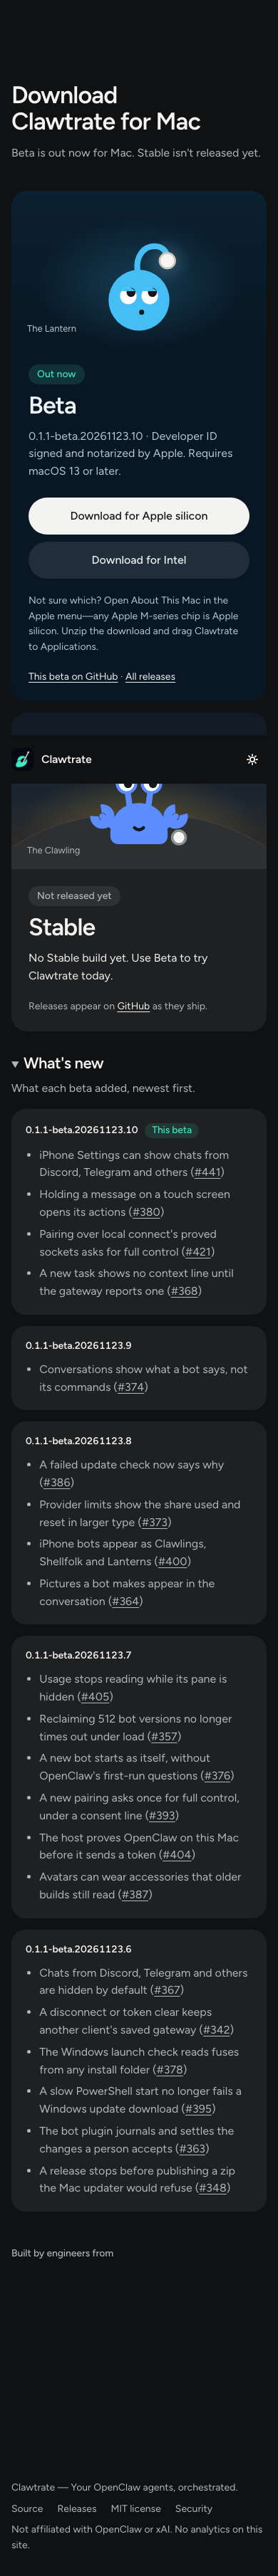 Download
Clawtrate for Mac
Beta is out now for Mac. Stable isn't released yet.
The Lantern
Out now
Beta
0.1.1-beta.20261123.10 · Developer ID
signed and notarized by Apple. Requires
macOS 13 or later.
Download for Apple silicon
Download for Intel
Not sure which? Open About This Mac in the
Apple menu—any Apple M-series chip is Apple
silicon. Unzip the download and drag Clawtrate
to Applications.
This beta on GitHub · All releases
Clawtrate
The Clawling
Not released yet
Stable
No Stable build yet. Use Beta to try
Clawtrate today.
Releases appear on GitHub as they ship.
What's new
What each beta added, newest first.
0.1.1-beta.20261123.10 This beta
• iPhone Settings can show chats from
Discord, Telegram and others (#441)
• Holding a message on a touch screen
opens its actions (#380)
• Pairing over local connect's proved
sockets asks for full control (#421)
• A new task shows no context line until
the gateway reports one (#368)
0.1.1-beta.20261123.9
• Conversations show what a bot says, not
its commands (#374)
0.1.1-beta.20261123.8
• A failed update check now says why
(#386)
• Provider limits show the share used and
reset in larger type (#373)
• iPhone bots appear as Clawlings,
Shellfolk and Lanterns (#400)
• Pictures a bot makes appear in the
conversation (#364)
0.1.1-beta.20261123.7
• Usage stops reading while its pane is
hidden (#405)
• Reclaiming 512 bot versions no longer
times out under load (#357)
• A new bot starts as itself, without
OpenClaw's first-run questions (#376)
• A new pairing asks once for full control,
under a consent line (#393)
• The host proves OpenClaw on this Mac
before it sends a token (#404)
• Avatars can wear accessories that older
builds still read (#387)
0.1.1-beta.20261123.6
• Chats from Discord, Telegram and others
are hidden by default (#367)
• A disconnect or token clear keeps
another client's saved gateway (#342)
• The Windows launch check reads fuses
from any install folder (#378)
• A slow PowerShell start no longer fails a
Windows update download (#395)
• The bot plugin journals and settles the
changes a person accepts (#363)
• A release stops before publishing a zip
the Mac updater would refuse (#348)
Built by engineers from
Clawtrate — Your OpenClaw agents, orchestrated.
Source Releases MIT license Security
Not affiliated with OpenClaw or xAI. No analytics on this
site.